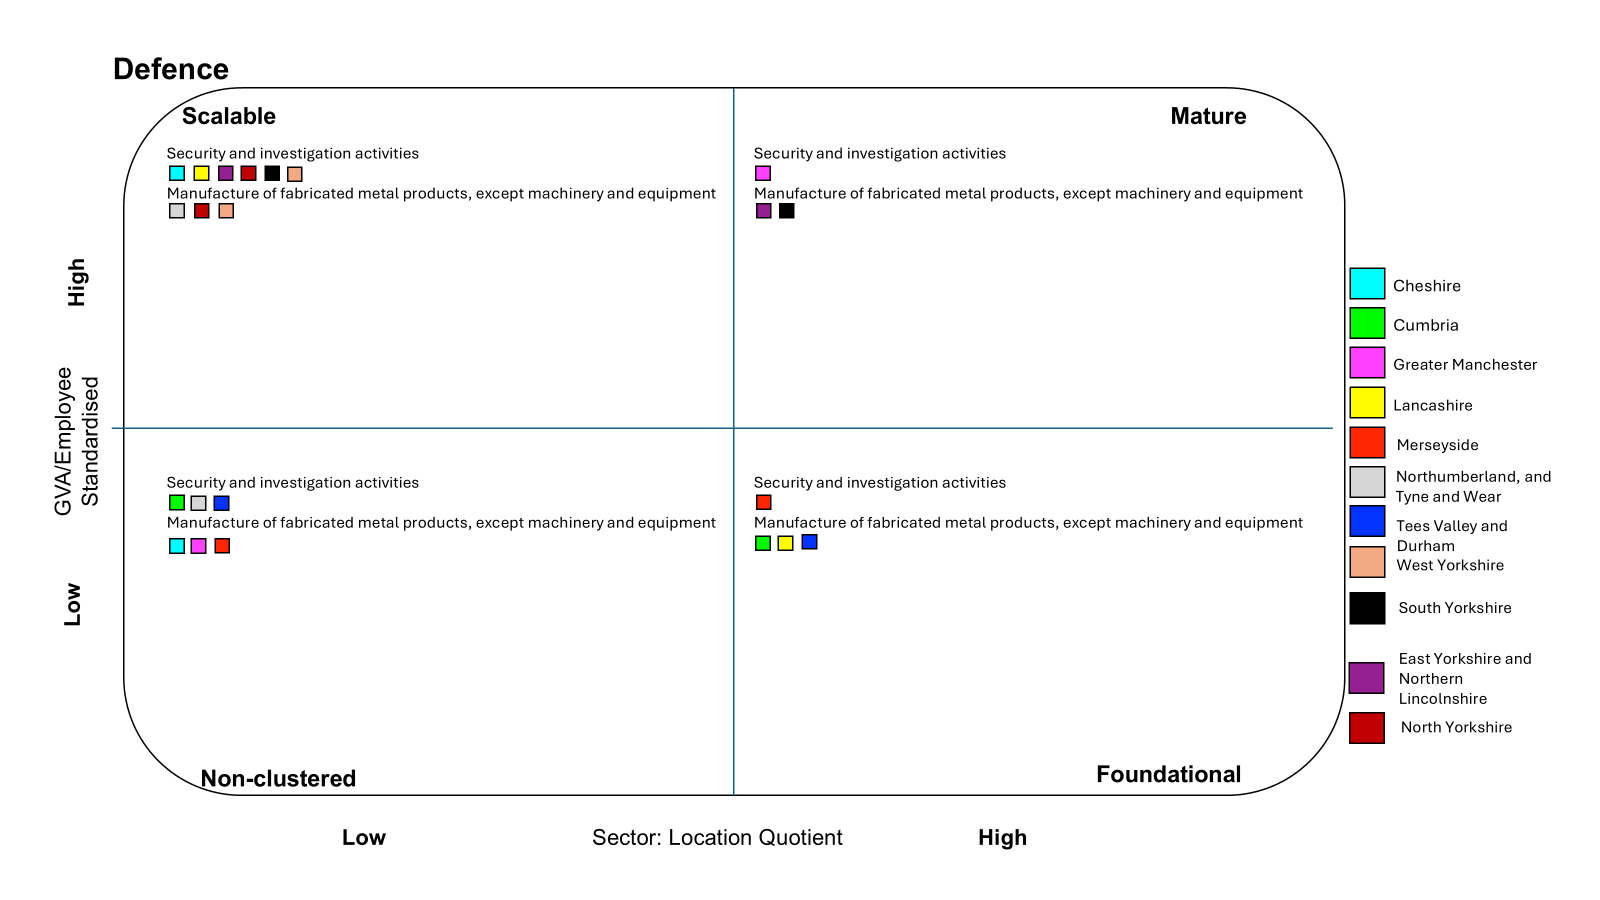 Defence
Scalable
Mature
Security and investigation activities
Manufacture of fabricated metal products, except machinery and equipment
Security and investigation activities
Manufacture of fabricated metal products, except machinery and equipment
High
GVA/Employee
Standardised
Low
Security and investigation activities
Manufacture of fabricated metal products, except machinery and equipment
Security and investigation activities
Manufacture of fabricated metal products, except machinery and equipment
Non-clustered
Foundational
Low
Sector: Location Quotient
High
Cheshire
Cumbria
Greater Manchester
Lancashire
Merseyside
Northumberland, and
Tyne and Wear
Tees Valley and
Durham
West Yorkshire
South Yorkshire
East Yorkshire and
Northern
Lincolnshire
North Yorkshire